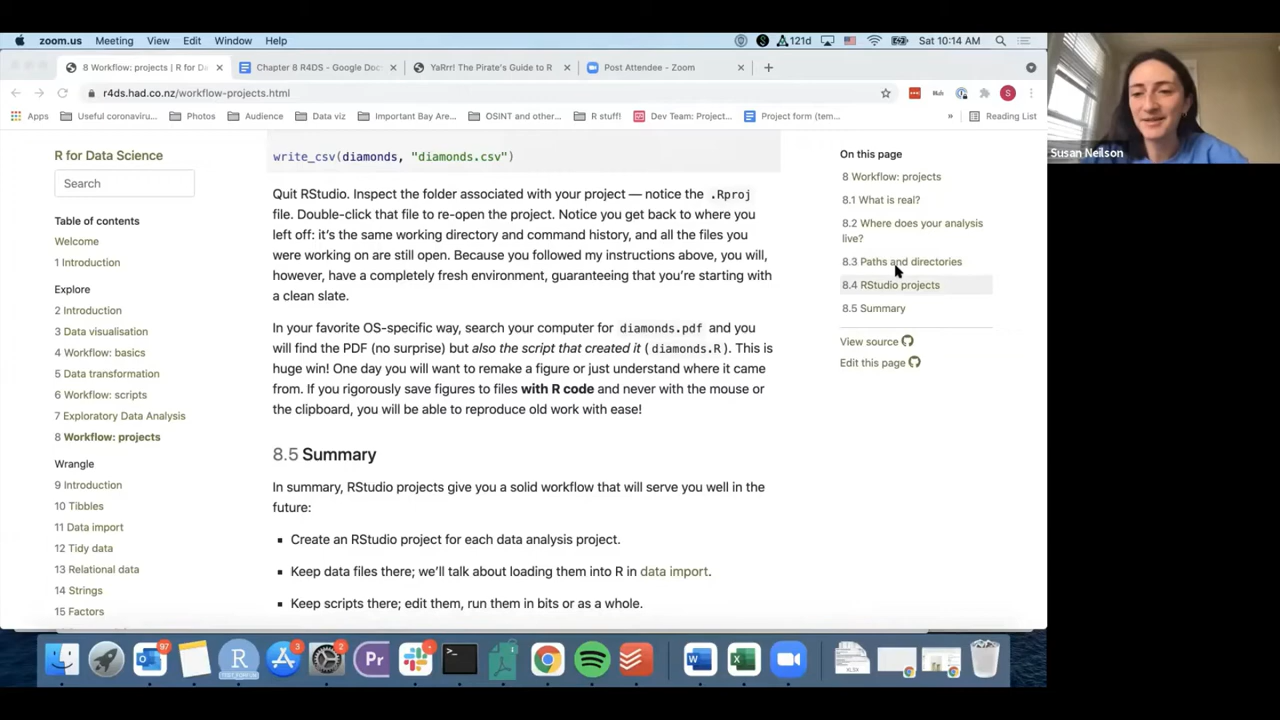 zoom.us Meeting View Edit Window Help 121d Sat 10:14 AM
8 Workflow: projects | R for Da Chapter 8 R4DS - Google Doc YaRrr! The Pirate's Guide to R Post Attendee - Zoom
r4ds.had.co.nz/workflow-projects.html
Apps Useful coronaviru... Photos Audience Data viz Important Bay Are... OSINT and other... R stuff! Dev Team: Project... Project form (tem... » Reading List
Susan Neilson
R for Data Science
Search
Table of contents
Welcome
1 Introduction
Explore
2 Introduction
3 Data visualisation
4 Workflow: basics
5 Data transformation
6 Workflow: scripts
7 Exploratory Data Analysis
8 Workflow: projects
Wrangle
9 Introduction
10 Tibbles
11 Data import
12 Tidy data
13 Relational data
14 Strings
15 Factors
write_csv(diamonds, "diamonds.csv")
Quit RStudio. Inspect the folder associated with your project — notice the .Rproj
file. Double-click that file to re-open the project. Notice you get back to where you
left off: it's the same working directory and command history, and all the files you
were working on are still open. Because you followed my instructions above, you will,
however, have a completely fresh environment, guaranteeing that you're starting with
a clean slate.
In your favorite OS-specific way, search your computer for diamonds.pdf and you
will find the PDF (no surprise) but also the script that created it (diamonds.R). This is
huge win! One day you will want to remake a figure or just understand where it came
from. If you rigorously save figures to files with R code and never with the mouse or
the clipboard, you will be able to reproduce old work with ease!
8.5 Summary
In summary, RStudio projects give you a solid workflow that will serve you well in the
future:
▪ Create an RStudio project for each data analysis project.
▪ Keep data files there; we'll talk about loading them into R in data import.
▪ Keep scripts there; edit them, run them in bits or as a whole.
On this page
8 Workflow: projects
8.1 What is real?
8.2 Where does your analysis
live?
8.3 Paths and directories
8.4 RStudio projects
8.5 Summary
View source
Edit this page
97 R 3 2 Pr W X